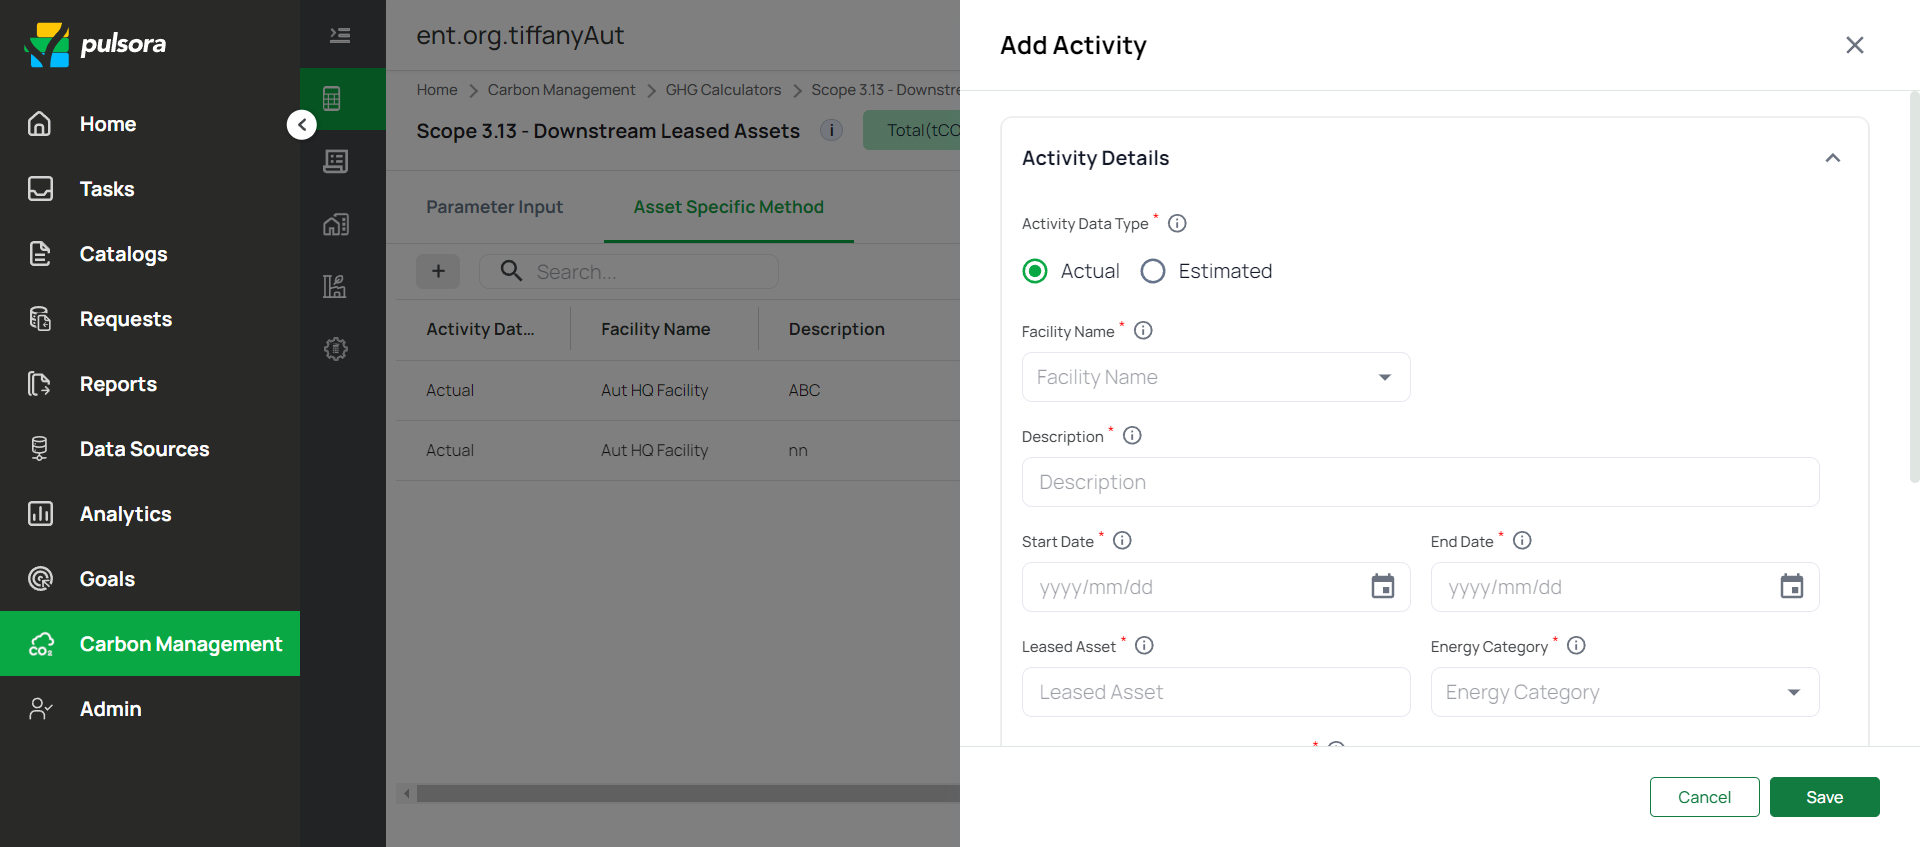 pulsora
Home
Tasks
Catalogs
Requests
Reports
Data Sources
Analytics
Goals
CO₂
Carbon Management
Admin
ent.org.tiffanyAut
Home > Carbon Management > GHG Calculators > Scope 3.13 - Downstre
Scope 3.13 - Downstream Leased Assets i Total(tCO
Parameter Input Asset Specific Method
+ Search...
Activity Dat... Facility Name Description
Actual Aut HQ Facility ABC
Actual Aut HQ Facility nn
Add Activity
Activity Details
Activity Data Type *
Actual Estimated
Facility Name *
Facility Name
Description *
Description
Start Date * End Date *
yyyy/mm/dd yyyy/mm/dd
Leased Asset * Energy Category *
Leased Asset Energy Category
*
Cancel Save